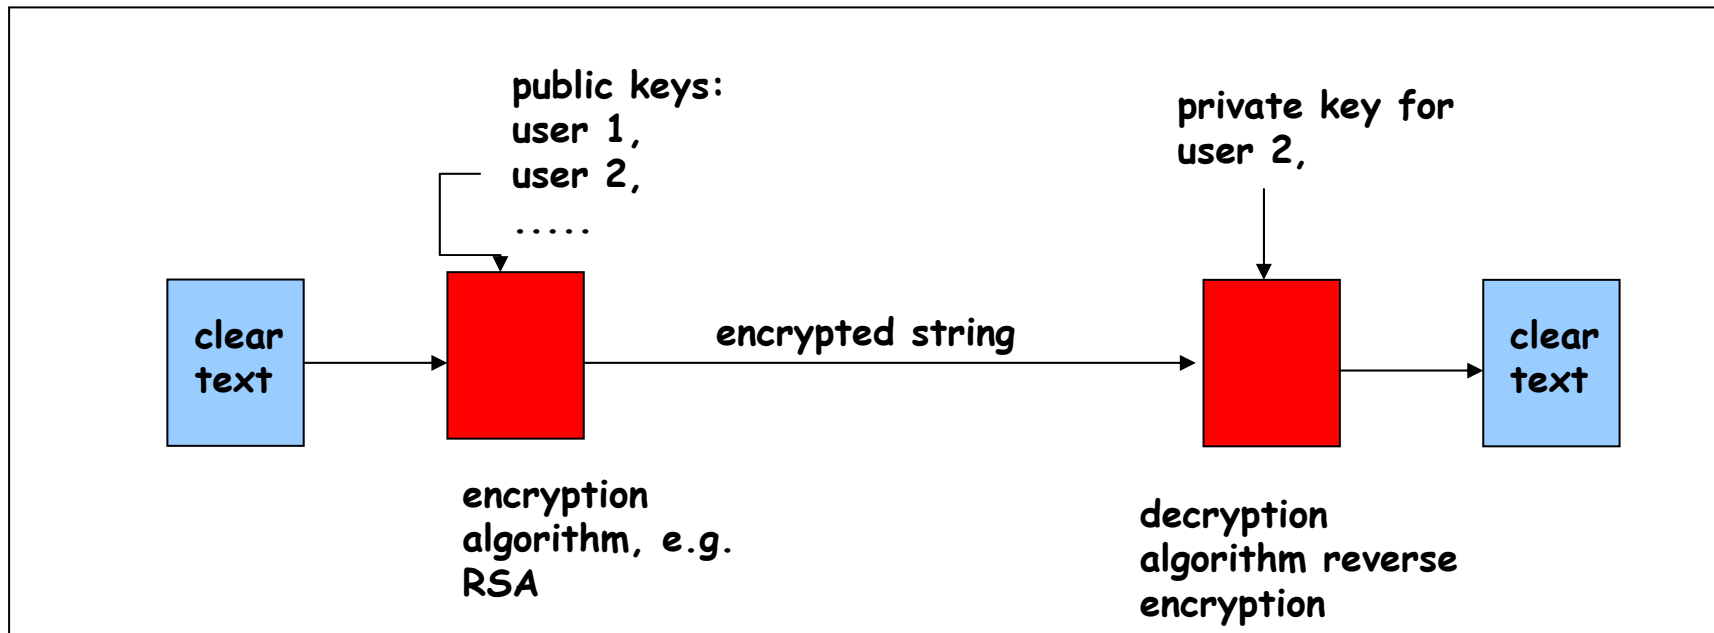 public keys:
user 1,
user 2,
.....
private key for
user 2,
clear
text
encrypted string
clear
text
encryption
algorithm, e.g.
RSA
decryption
algorithm reverse
encryption